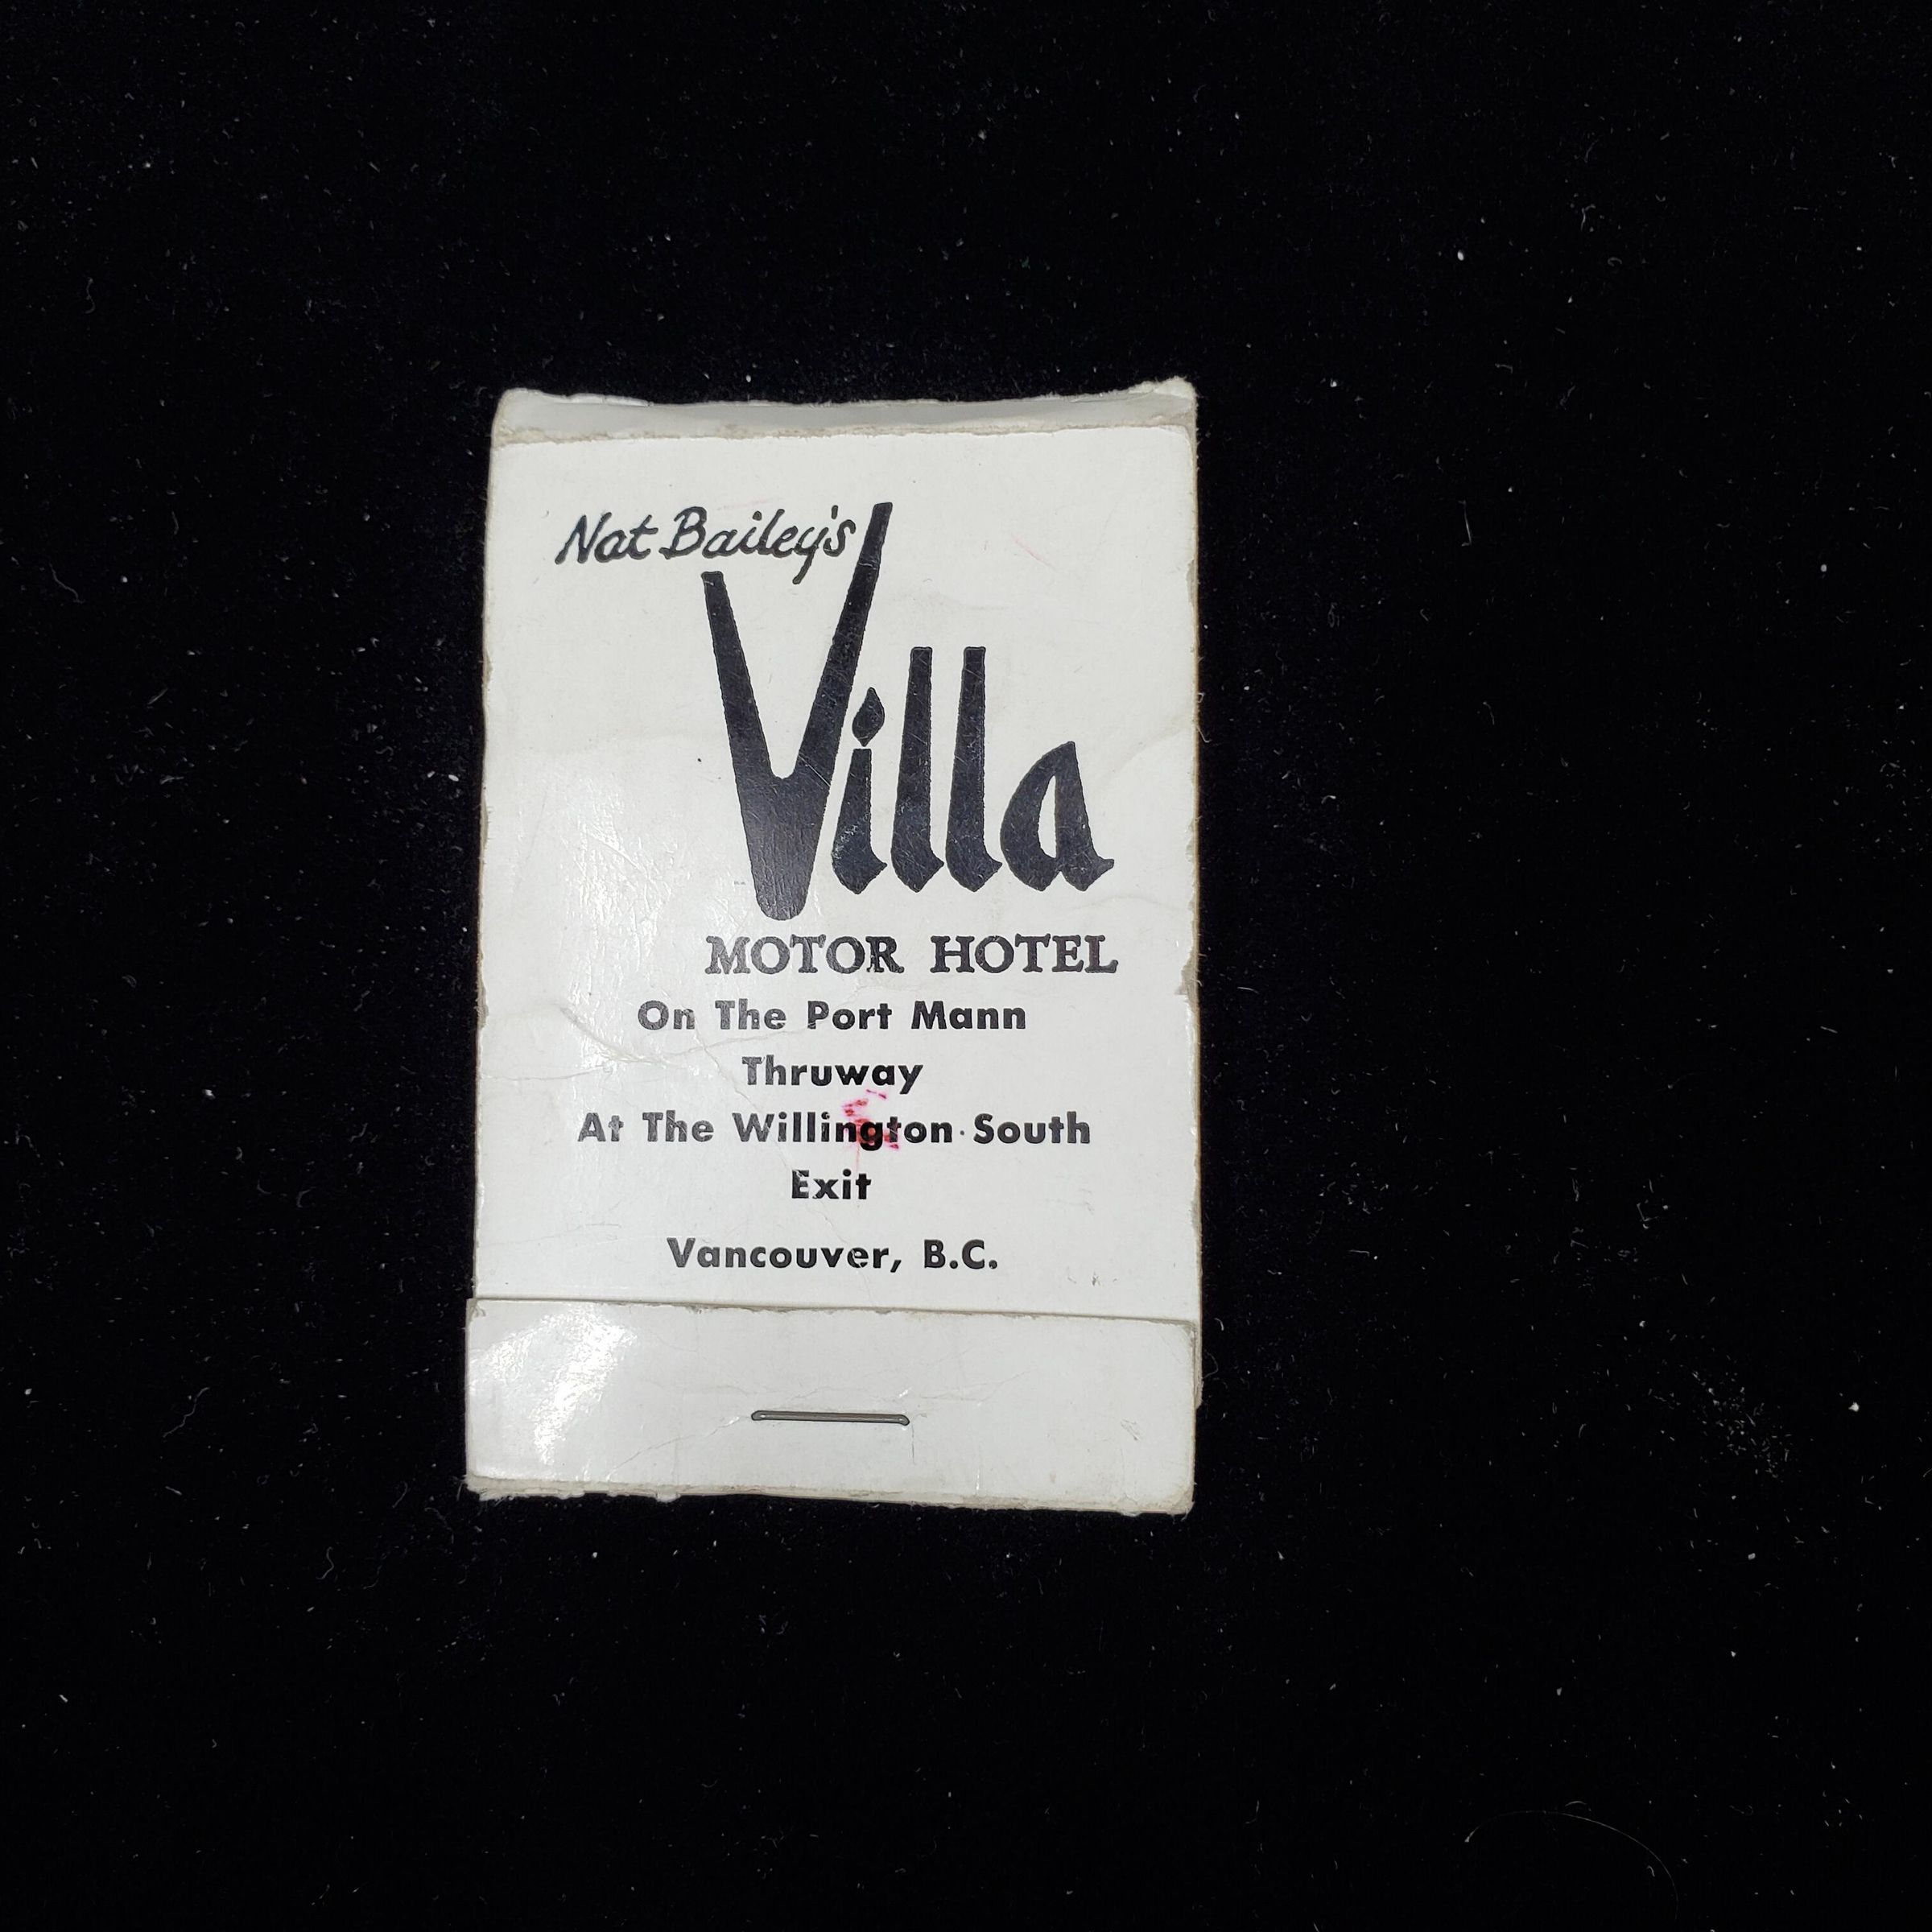 Nat Bailey's
Villa
MOTOR HOTEL
On The Port Mann
Thruway
At The Willington South
Exit
Vancouver, B.C.